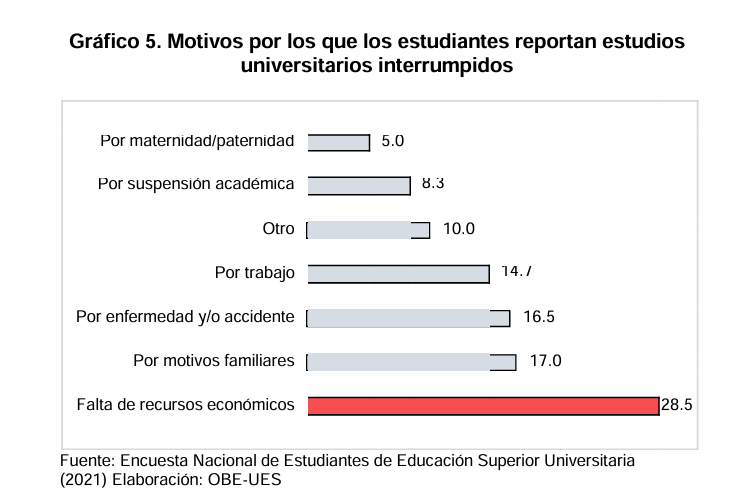 Gráfico 5. Motivos por los que los estudiantes reportan estudios
universitarios interrumpidos
Por maternidad/paternidad 5.0
Por suspensión académica 8.3
Otro 10.0
Por trabajo 14.7
Por enfermedad y/o accidente 16.5
Por motivos familiares 17.0
Falta de recursos económicos 28.5
Fuente: Encuesta Nacional de Estudiantes de Educación Superior Universitaria
(2021) Elaboración: OBE-UES